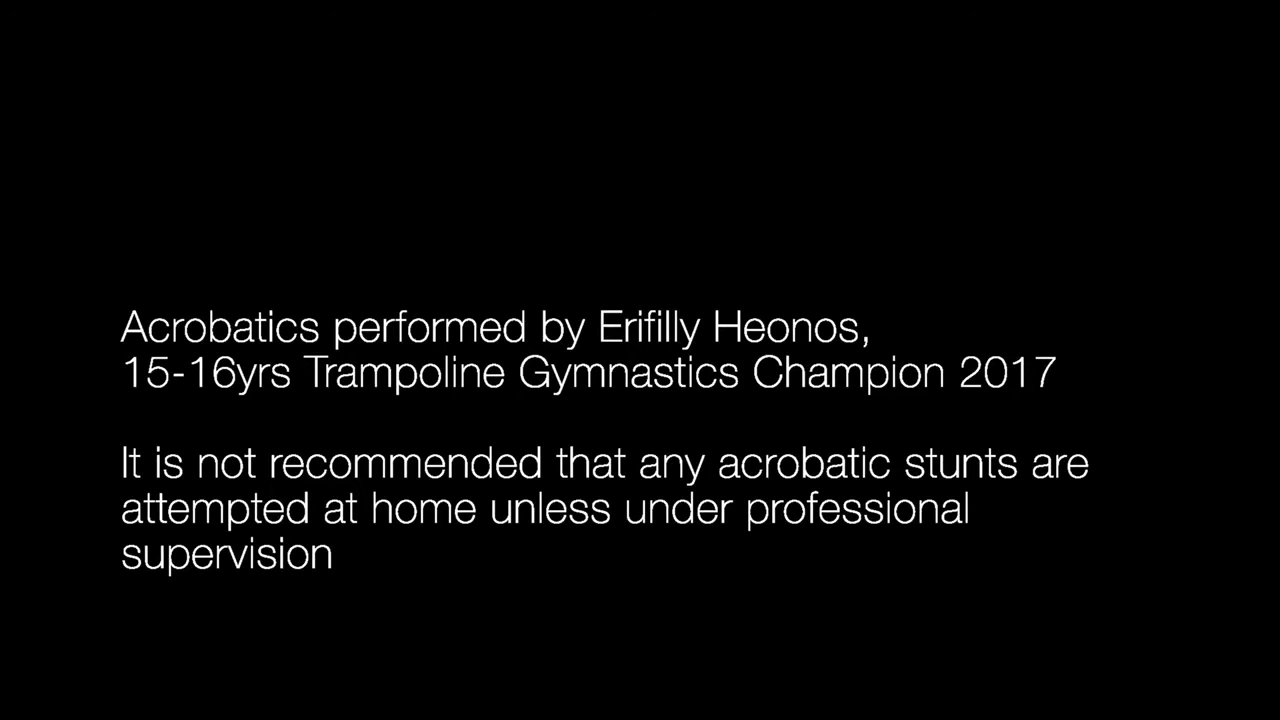 Acrobatics performed by Erifilly Heonos,
15-16yrs Trampoline Gymnastics Champion 2017
It is not recommended that any acrobatic stunts are
attempted at home unless under professional
supervision